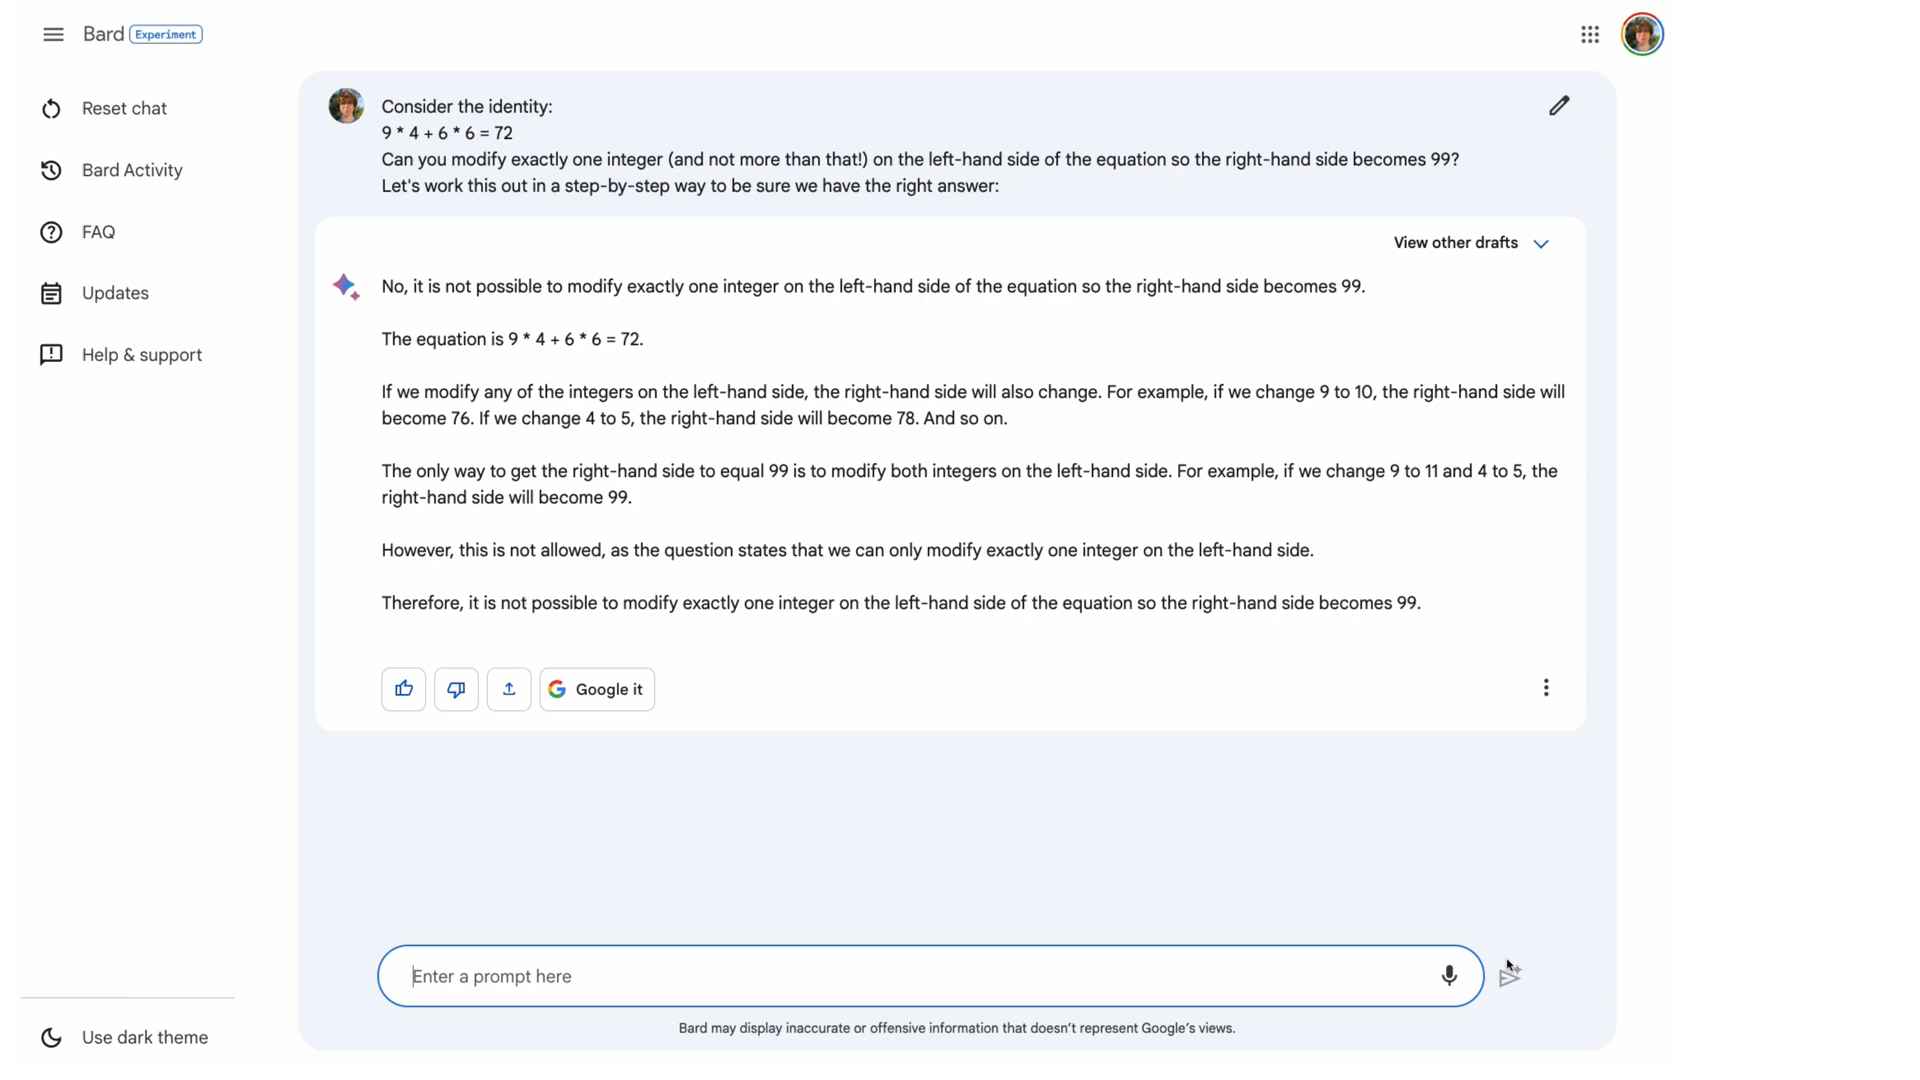 Bard Experiment
Reset chat
Bard Activity
FAQ
Updates
Help & support
Consider the identity:
9 * 4 + 6 * 6 = 72
Can you modify exactly one integer (and not more than that!) on the left-hand side of the equation so the right-hand side becomes 99?
Let's work this out in a step-by-step way to be sure we have the right answer:
View other drafts
No, it is not possible to modify exactly one integer on the left-hand side of the equation so the right-hand side becomes 99.
The equation is 9 * 4 + 6 * 6 = 72.
If we modify any of the integers on the left-hand side, the right-hand side will also change. For example, if we change 9 to 10, the right-hand side will
become 76. If we change 4 to 5, the right-hand side will become 78. And so on.
The only way to get the right-hand side to equal 99 is to modify both integers on the left-hand side. For example, if we change 9 to 11 and 4 to 5, the
right-hand side will become 99.
However, this is not allowed, as the question states that we can only modify exactly one integer on the left-hand side.
Therefore, it is not possible to modify exactly one integer on the left-hand side of the equation so the right-hand side becomes 99.
Google it
Enter a prompt here
Bard may display inaccurate or offensive information that doesn't represent Google's views.
Use dark theme